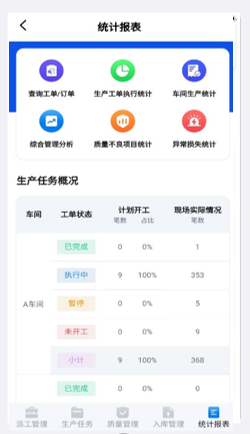 统计报表
查询工单/订单 生产工单执行统计 车间生产统计
综合管理分析 质量不良项目统计 异常损失统计
生产任务概况
车间 工单状态 计划开工 现场实际情况
笔数 占比 笔数
已完成 0 0% 1
执行中 9 100% 353
暂停 0 0% 5
A车间
未开工 0 0% 9
小计 9 100% 368
已完成 0 0% 0
派工管理 生产任务 质量管理 入库管理 统计报表